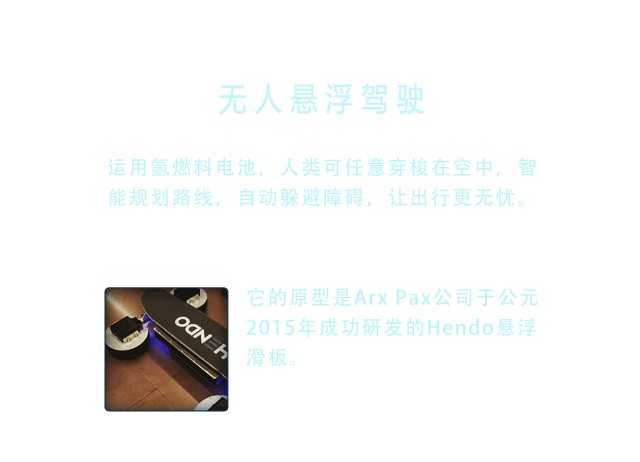 无人悬浮驾驶
运用氢燃料电池，人类可任意穿梭在空中，智
能规划路线，自动躲避障碍，让出行更无忧。
它的原型是Arx Pax公司于公元
2015年成功研发的Hendo悬浮
滑板。
HENDO